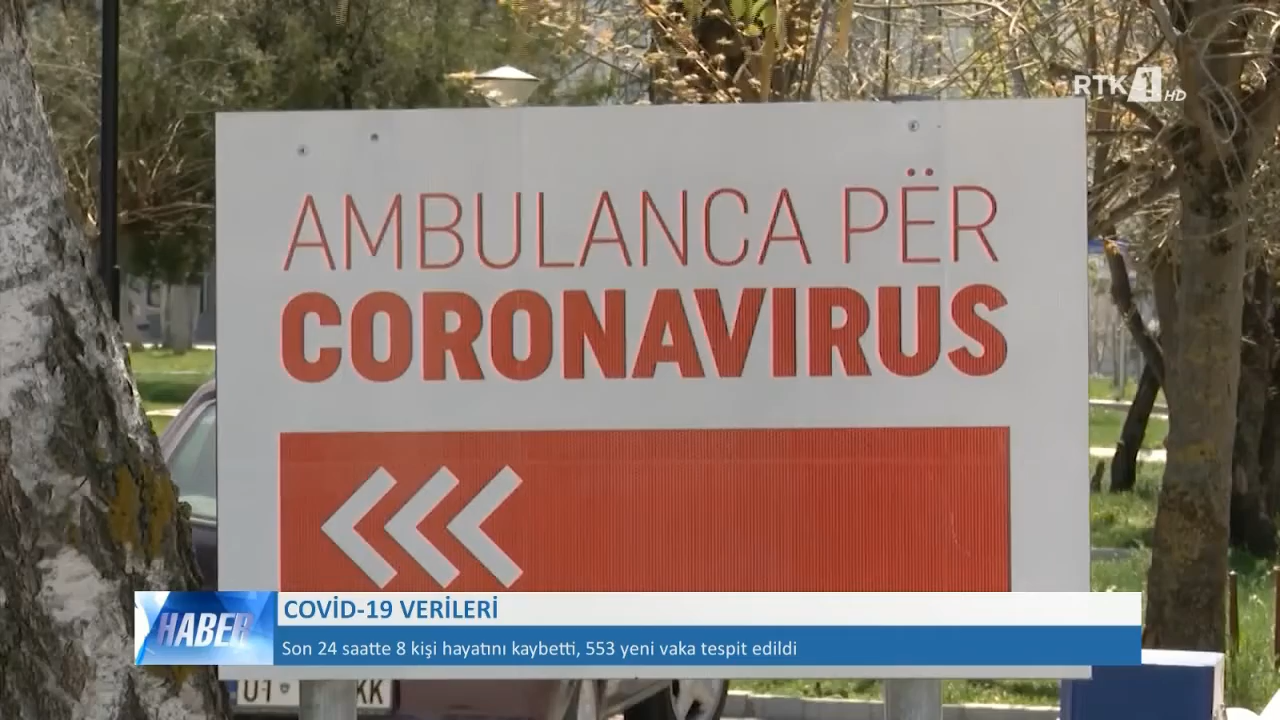 RTK 1 HD
AMBULANCA PËR
CORONAVIRUS
HABER
COVİD-19 VERİLERİ
Son 24 saatte 8 kişi hayatını kaybetti, 553 yeni vaka tespit edildi